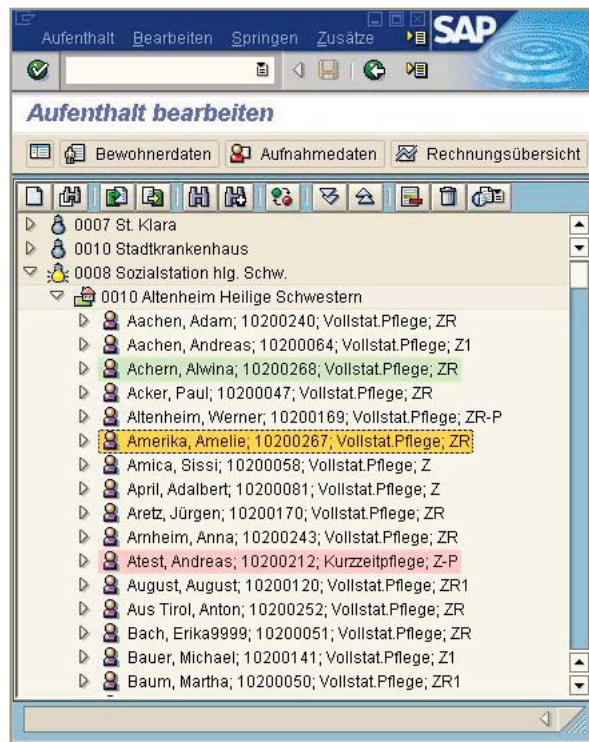 Aufenthalt Bearbeiten Springen Zusätze SAP
Aufenthalt bearbeiten
Bewohnerdaten Aufnahmedaten Rechnungsübersicht
0007 St. Klara
0010 Stadtkrankenhaus
0008 Sozialstation hlg. Schw.
0010 Altenheim Heilige Schwestern
Aachen, Adam; 10200240; Vollstat.Pflege; ZR
Aachen, Andreas; 10200064; Vollstat.Pflege; Z1
Achern, Alwina; 10200268; Vollstat.Pflege; ZR
Acker, Paul; 10200047; Vollstat.Pflege; ZR
Altenheim, Werner; 10200169; Vollstat.Pflege; ZR-P
Amerika, Amelie; 10200267; Vollstat.Pflege; ZR
Amica, Sissi; 10200058; Vollstat.Pflege; Z
April, Adalbert; 10200081; Vollstat.Pflege; Z
Aretz, Jürgen; 10200170; Vollstat.Pflege; ZR
Arnheim, Anna; 10200243; Vollstat.Pflege; ZR
Atest, Andreas; 10200212; Kurzzeitpflege; Z-P
August, August; 10200120; Vollstat.Pflege; ZR1
Aus Tirol, Anton; 10200252; Vollstat.Pflege; ZR
Bach, Erika9999; 10200051; Vollstat.Pflege; ZR
Bauer, Michael; 10200141; Vollstat.Pflege; Z1
Baum, Martha; 10200050; Vollstat.Pflege; ZR1